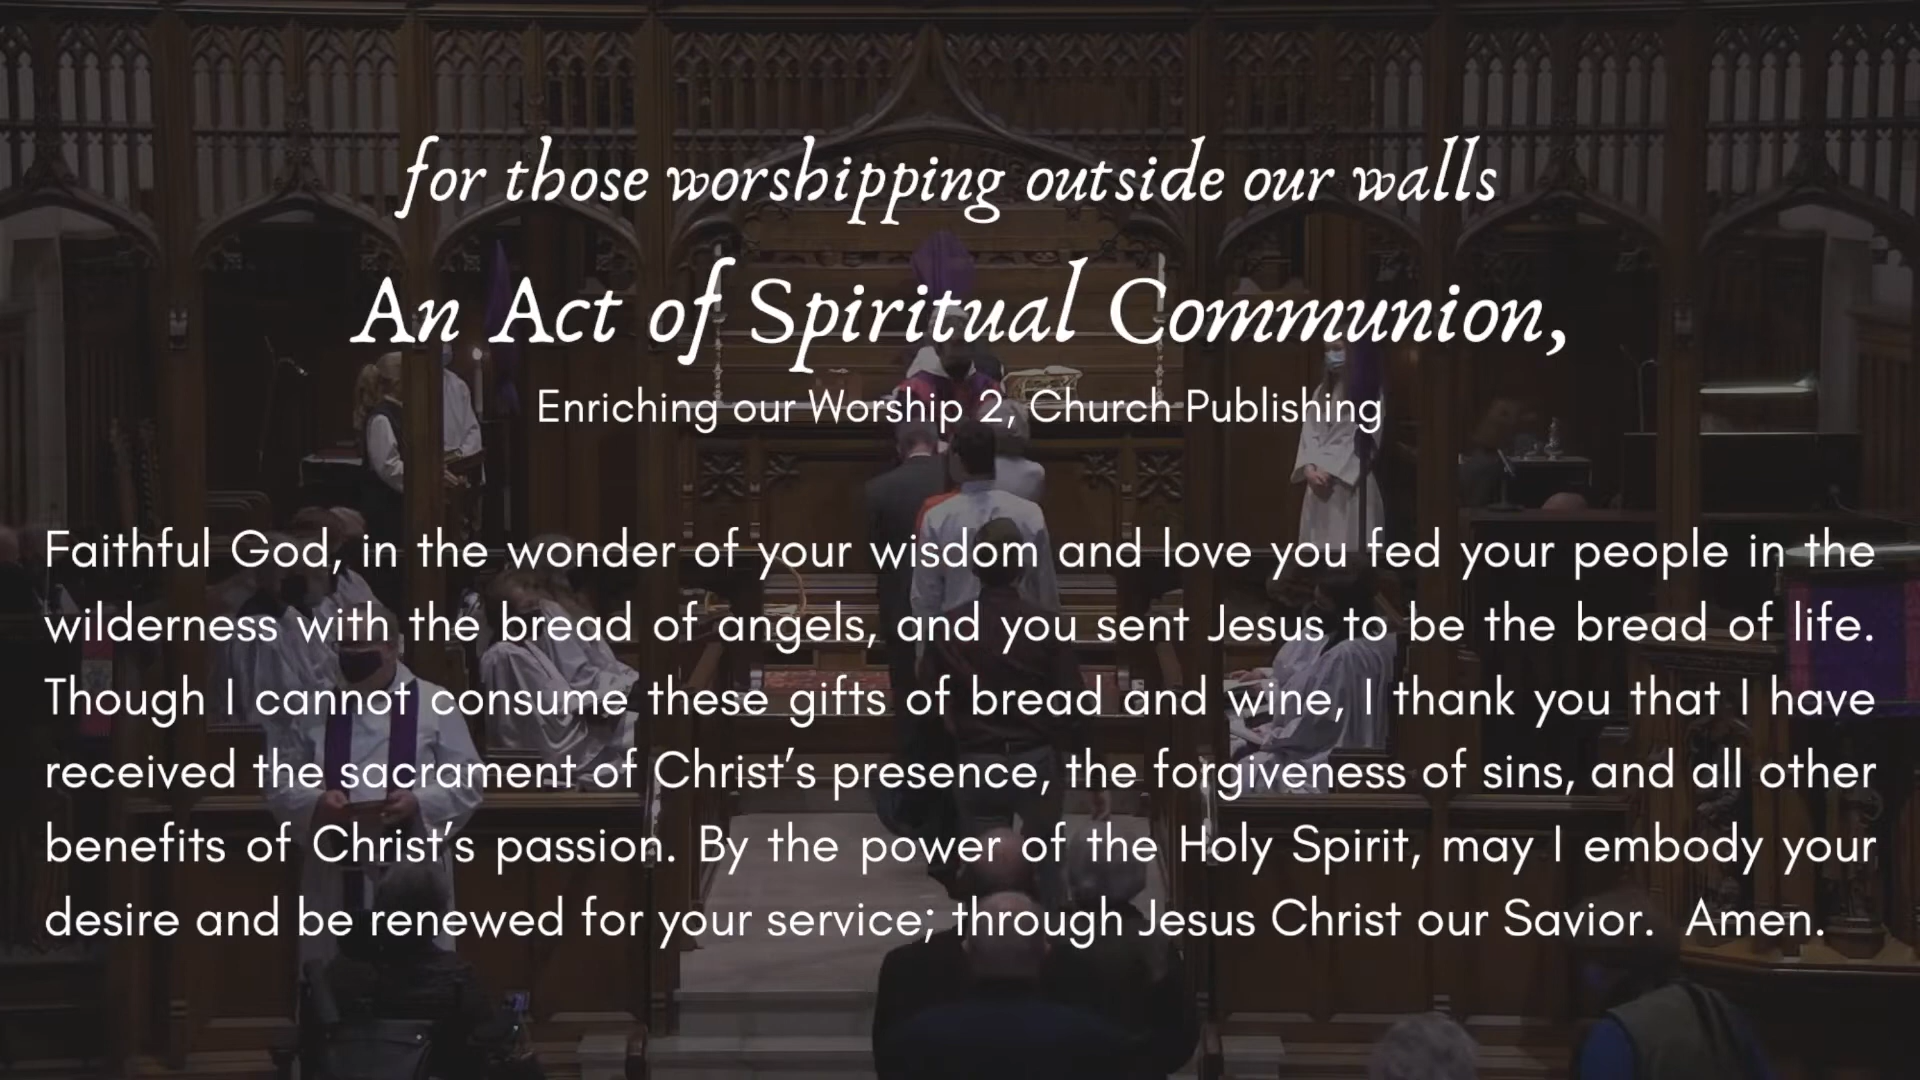 for those worshipping outside our walls
An Act of Spiritual Communion,
Enriching our Worship 2, Church Publishing
Faithful God, in the wonder of your wisdom and love you fed your people in the
wilderness with the bread of angels, and you sent Jesus to be the bread of life.
Though I cannot consume these gifts of bread and wine, I thank you that I have
received the sacrament of Christ's presence, the forgiveness of sins, and all other
benefits of Christ's passion. By the power of the Holy Spirit, may I embody your
desire and be renewed for your service; through Jesus Christ our Savior.  Amen.